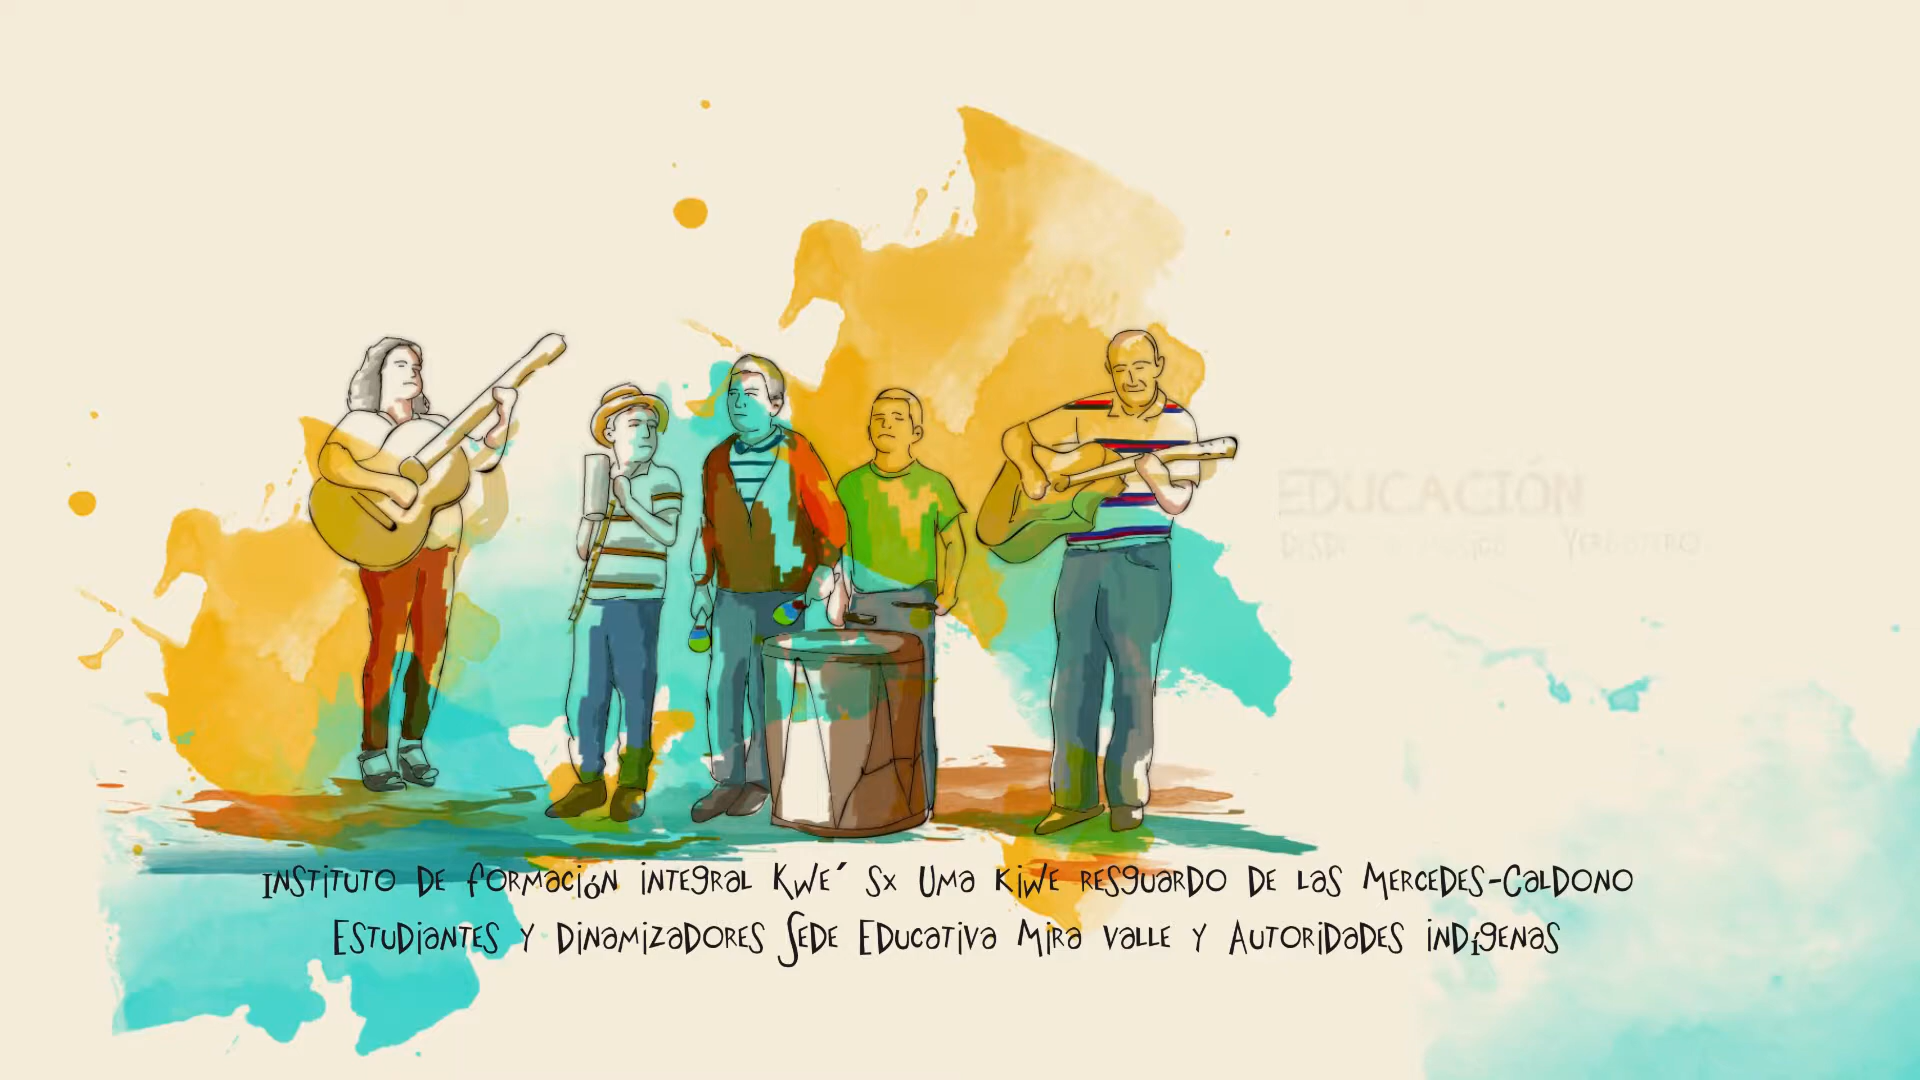 EDUCACIÓN
Instituto de formación integral Kwe´ Sx Uma Kiwe resguardo de las Mercedes-Caldono
Estudiantes y dinamizadores Sede Educativa Mira valle y Autoridades indígenas